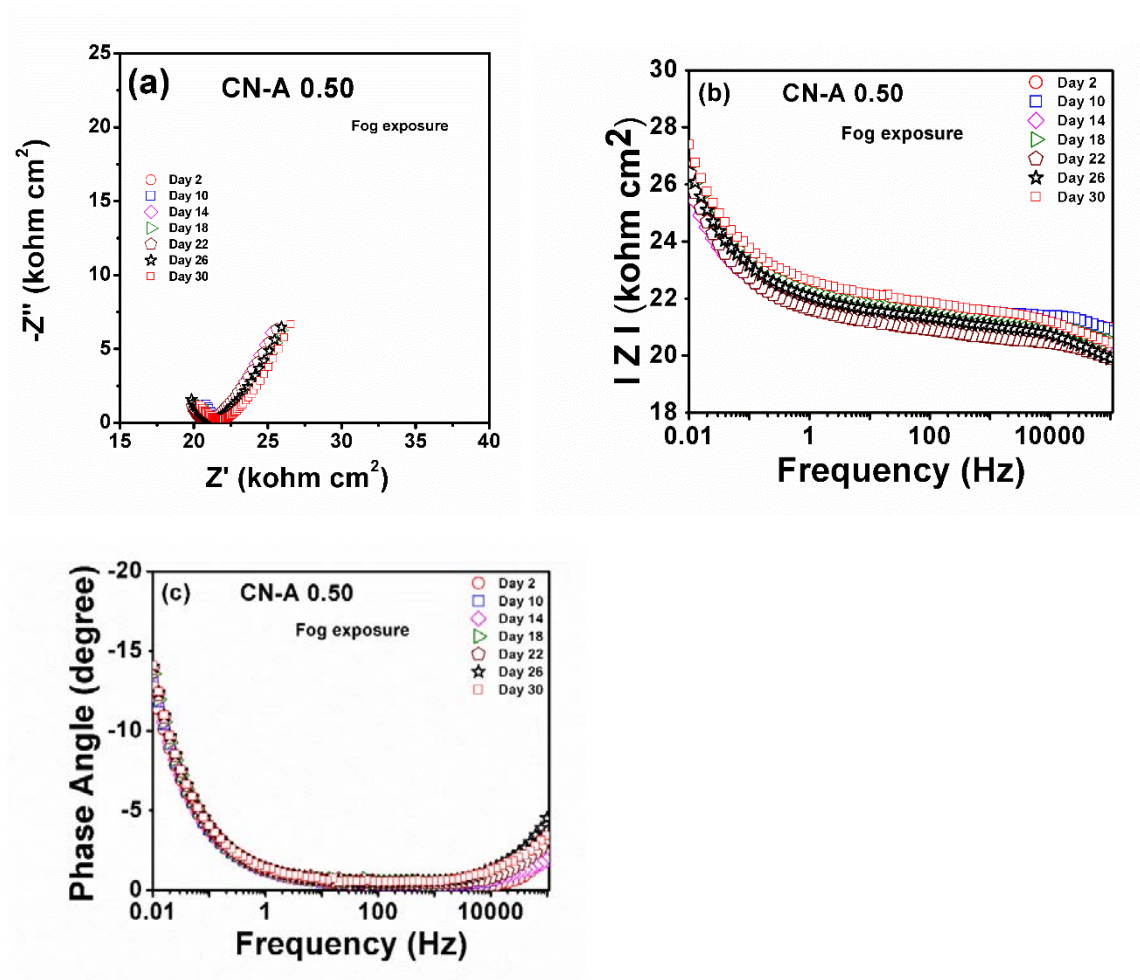 (a)
CN-A 0.50
Fog exposure
Day 2
Day 10
Day 14
Day 18
Day 22
Day 26
Day 30
25
20
15
10
5
0
15 20 25 30 35 40
-Z'' (kohm cm²)
Z' (kohm cm²)
(b)
CN-A 0.50
Fog exposure
Day 2
Day 10
Day 14
Day 18
Day 22
Day 26
Day 30
30
28
26
24
22
20
18
0.01 1 100 10000
I Z I (kohm cm²)
Frequency (Hz)
(c)
CN-A 0.50
Fog exposure
Day 2
Day 10
Day 14
Day 18
Day 22
Day 26
Day 30
-20
-15
-10
-5
0
0.01 1 100 10000
Phase Angle (degree)
Frequency (Hz)